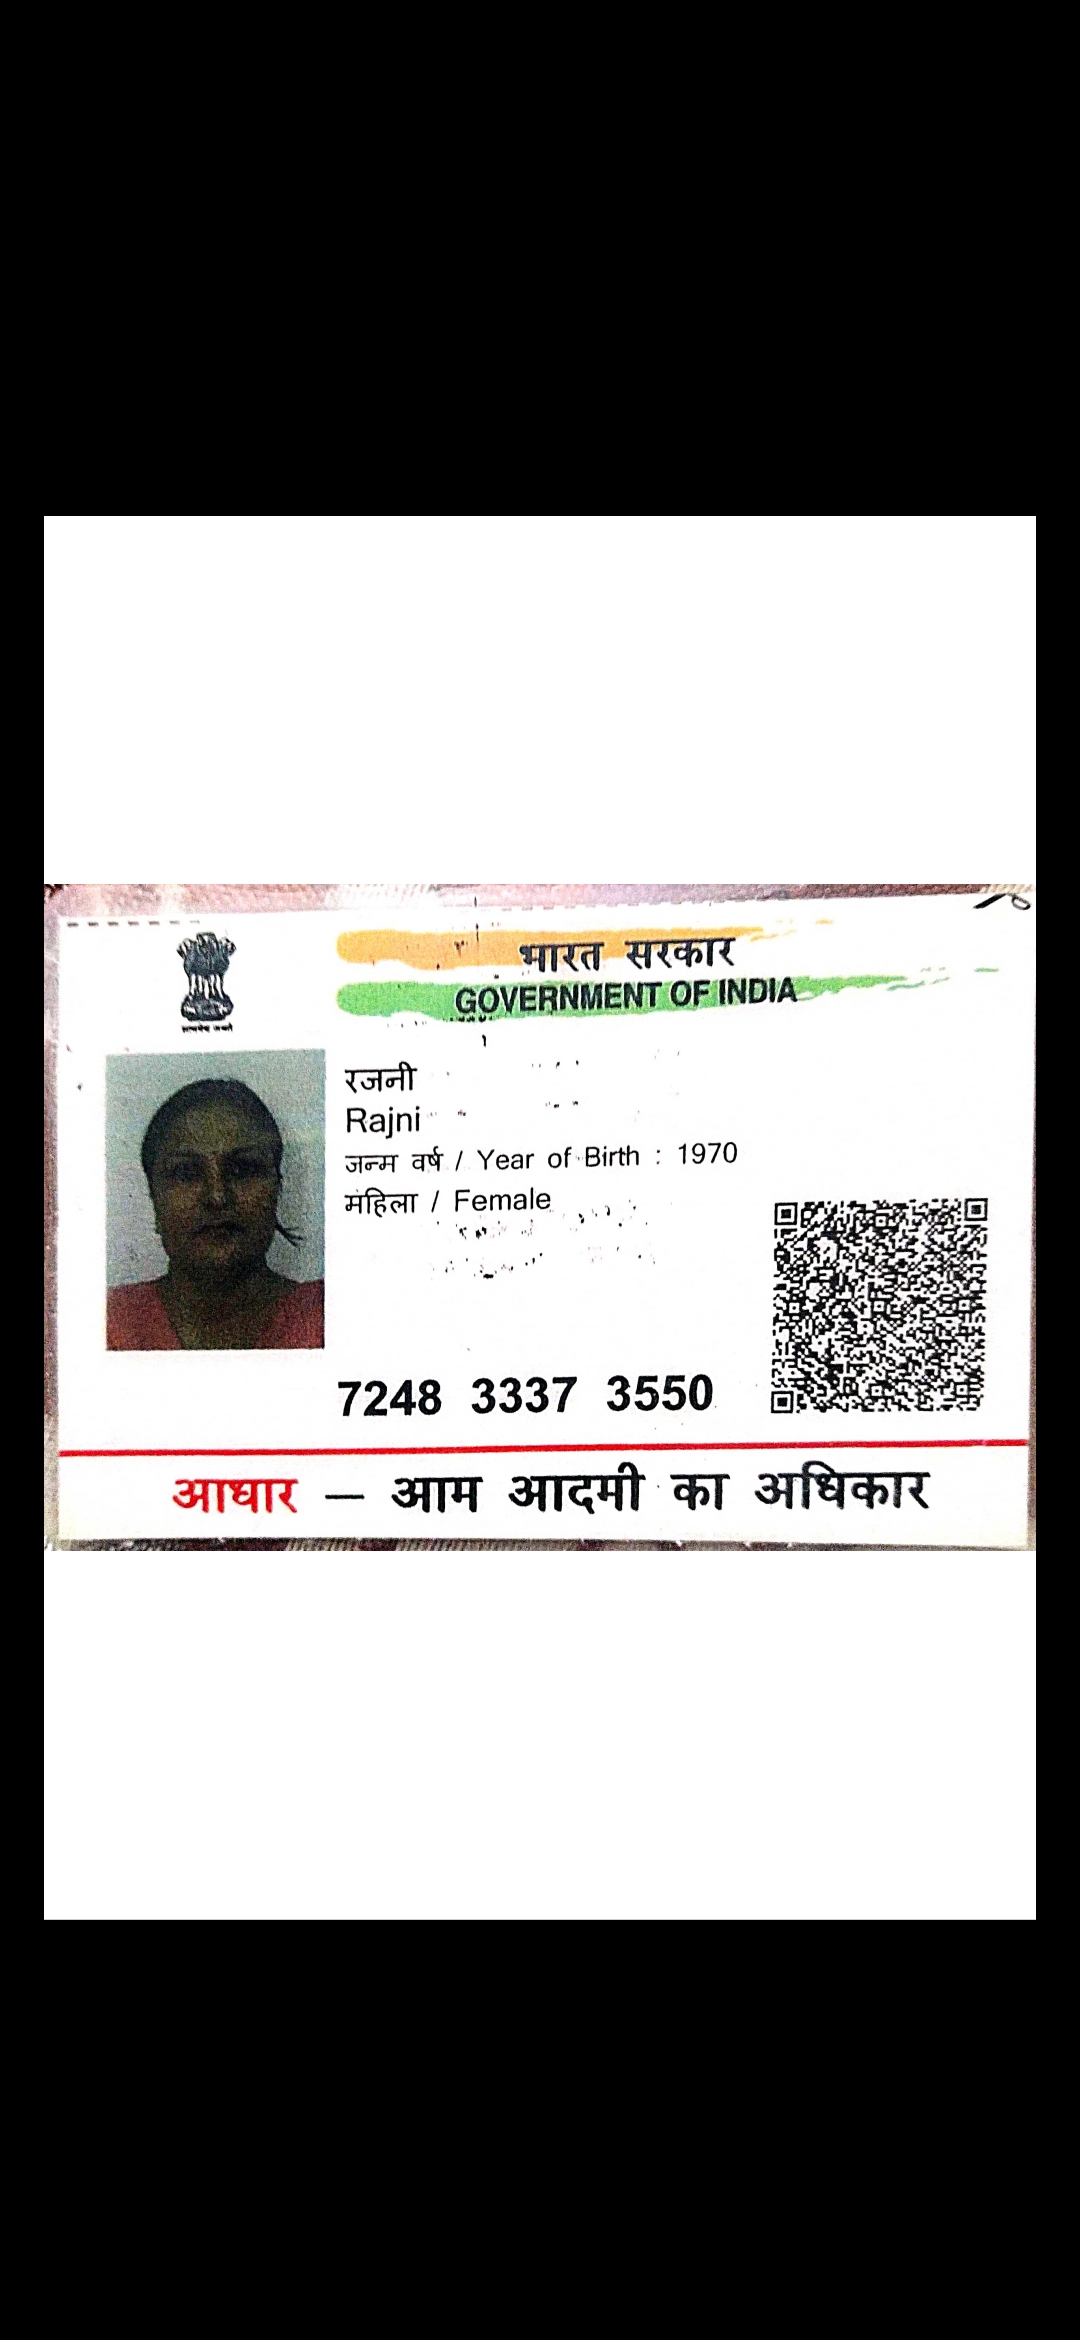 भारत सरकार
GOVERNMENT OF INDIA
रजनी
Rajni
जन्म वर्ष / Year of Birth : 1970
महिला / Female
7248 3337 3550
आधार – आम आदमी का अधिकार